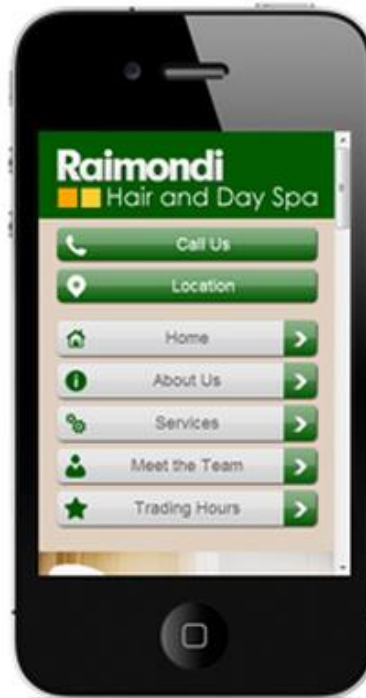 Raimondi
Hair and Day Spa
Call Us
Location
Home
About Us
Services
Meet the Team
Trading Hours